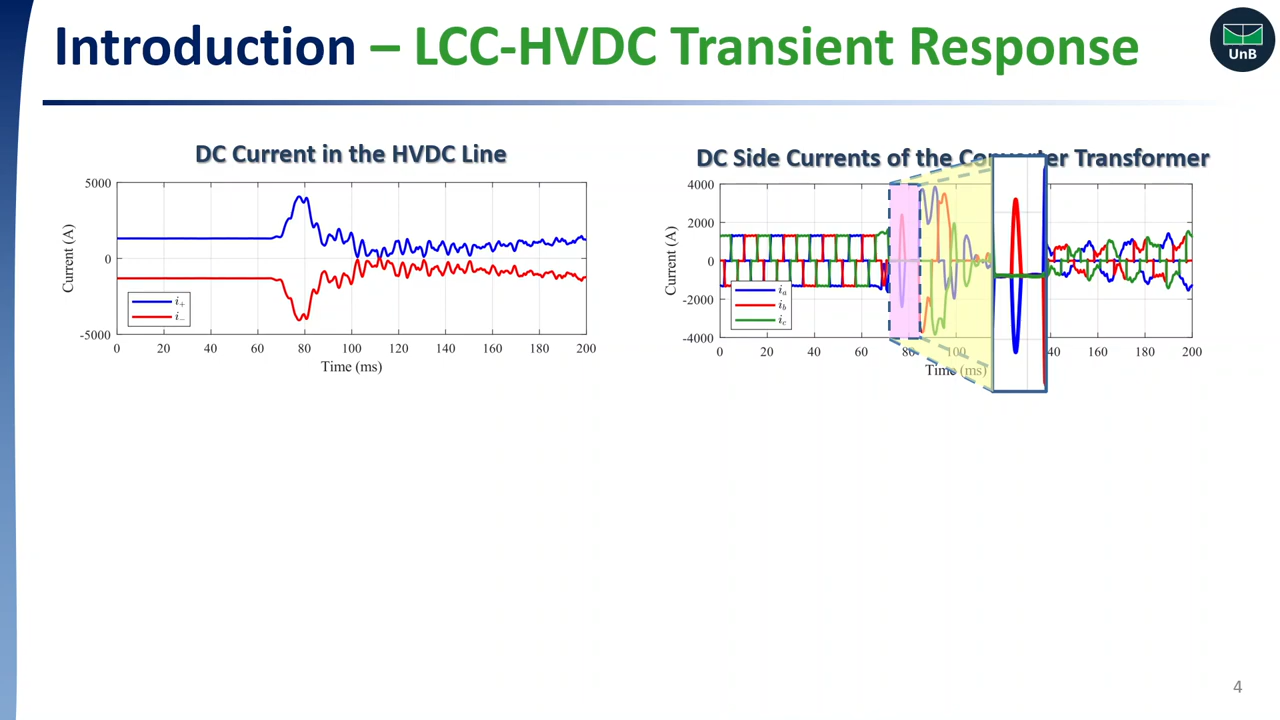 Introduction – LCC-HVDC Transient Response
UnB
DC Current in the HVDC Line
5000
0
-5000
Current (A)
i+
i−
0 20 40 60 80 100 120 140 160 180 200
Time (ms)
DC Side Currents of the Co er Transformer
4000
2000
0
-2000
-4000
Current (A)
ia
ib
ic
0 20 40 60 80 100 40 160 180 200
Time (ms)
4